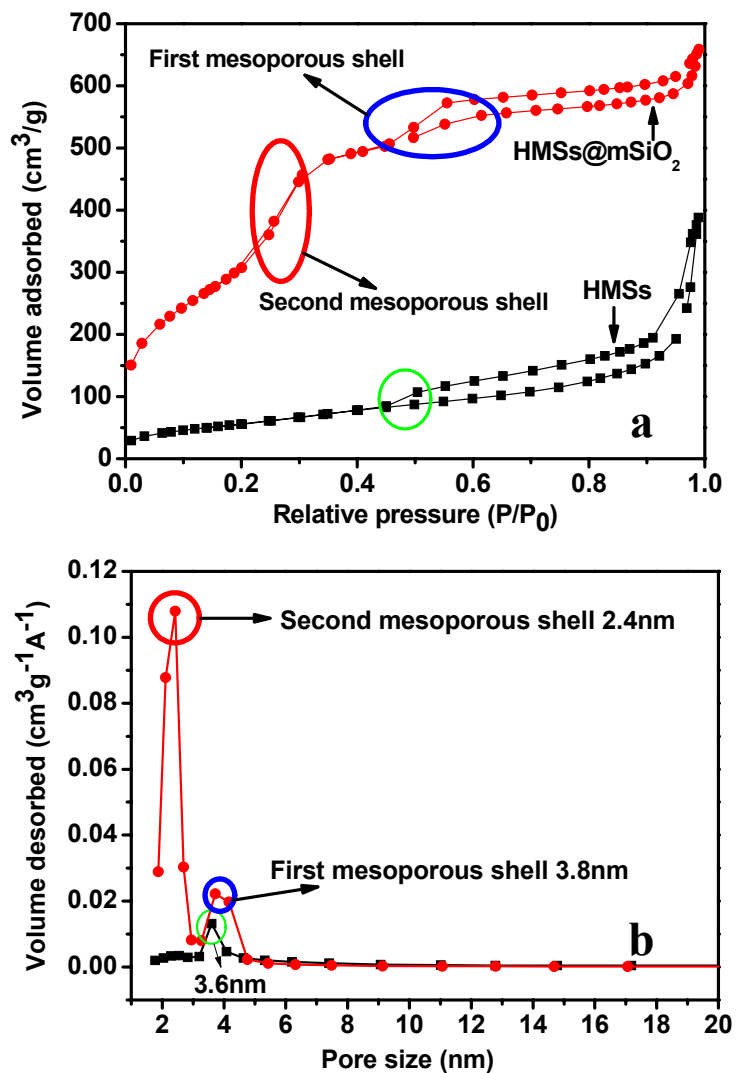 700
600
500
400
300
200
100
0
Volume adsorbed (cm³/g)
First mesoporous shell
HMSs@mSiO₂
Second mesoporous shell
HMSs
a
0.0 0.2 0.4 0.6 0.8 1.0
Relative pressure (P/P₀)
0.12
0.10
0.08
0.06
0.04
0.02
0.00
Volume desorbed (cm³g⁻¹A⁻¹)
Second mesoporous shell 2.4nm
First mesoporous shell 3.8nm
3.6nm
b
2 4 6 8 10 12 14 16 18 20
Pore size (nm)